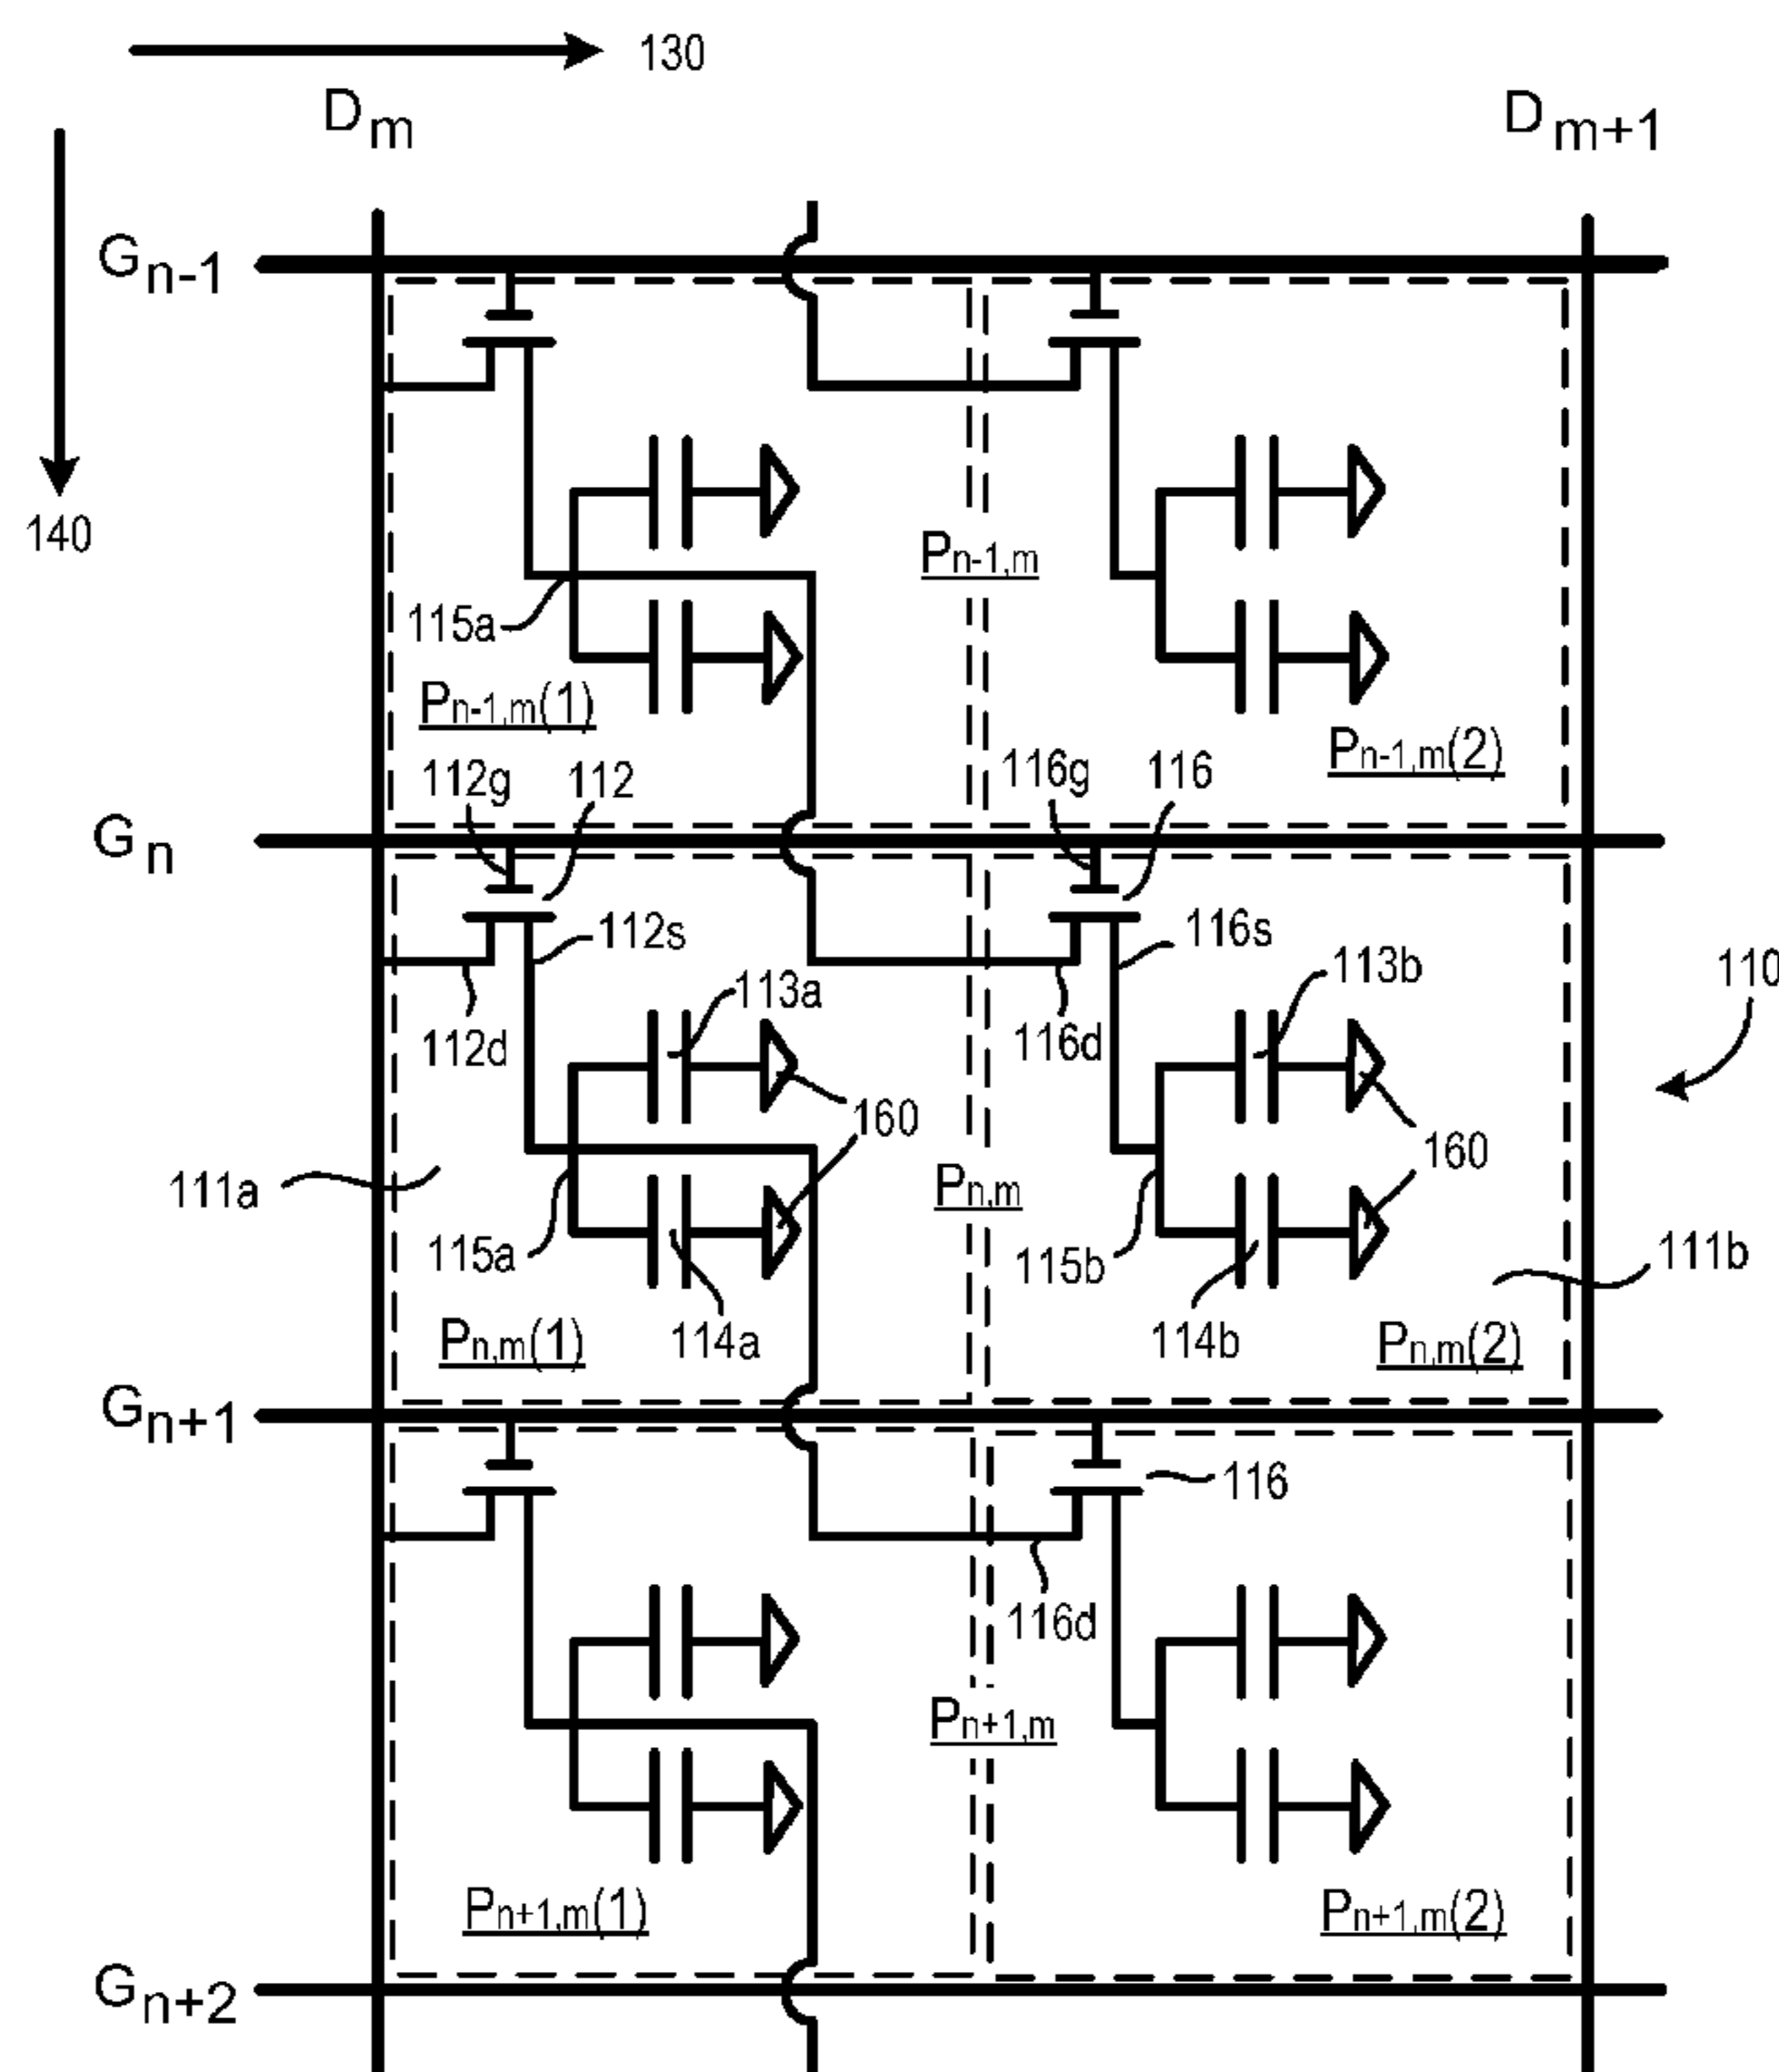 130
Dm
Dm+1
Gn-1
140
Pn-1,m
115a
Pn-1,m(1)
Pn-1,m(2)
112g
112
116g
116
Gn
112s
116s
113a
113b
110
112d
116d
160
160
111a
Pn,m
115a
115b
111b
114a
114b
Pn,m(1)
Pn,m(2)
Gn+1
116
116d
Pn+1,m
Pn+1,m(1)
Pn+1,m(2)
Gn+2